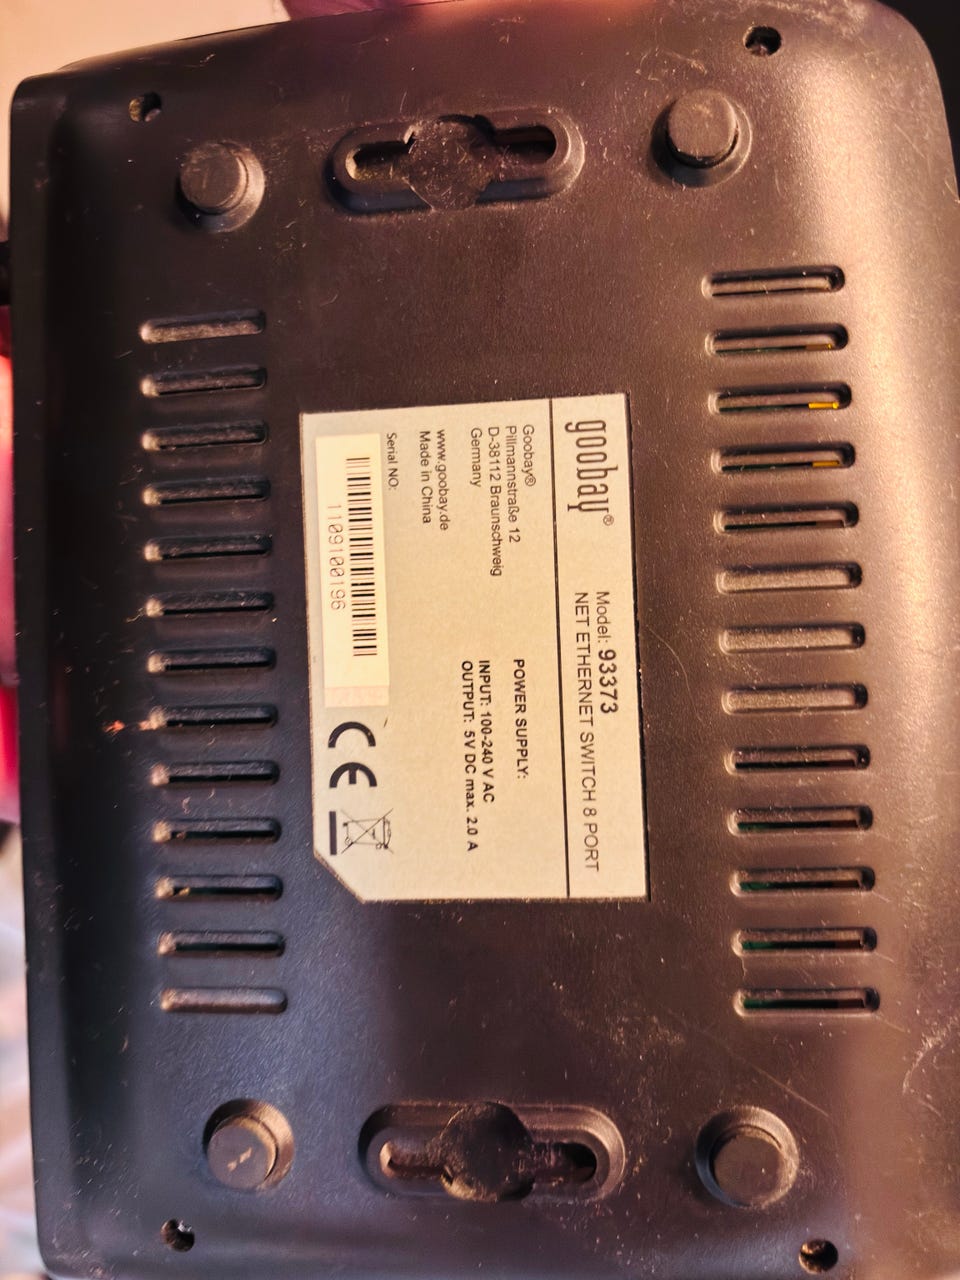 goobay®
Model: 93373
NET ETHERNET SWITCH 8 PORT
Goobay®
Pillmannstraße 12
D-38112 Braunschweig
Germany
www.goobay.de
Made in China
POWER SUPPLY:
INPUT: 100-240 V AC
OUTPUT: 5V DC max. 2.0 A
Serial NO:
1109100196
CE